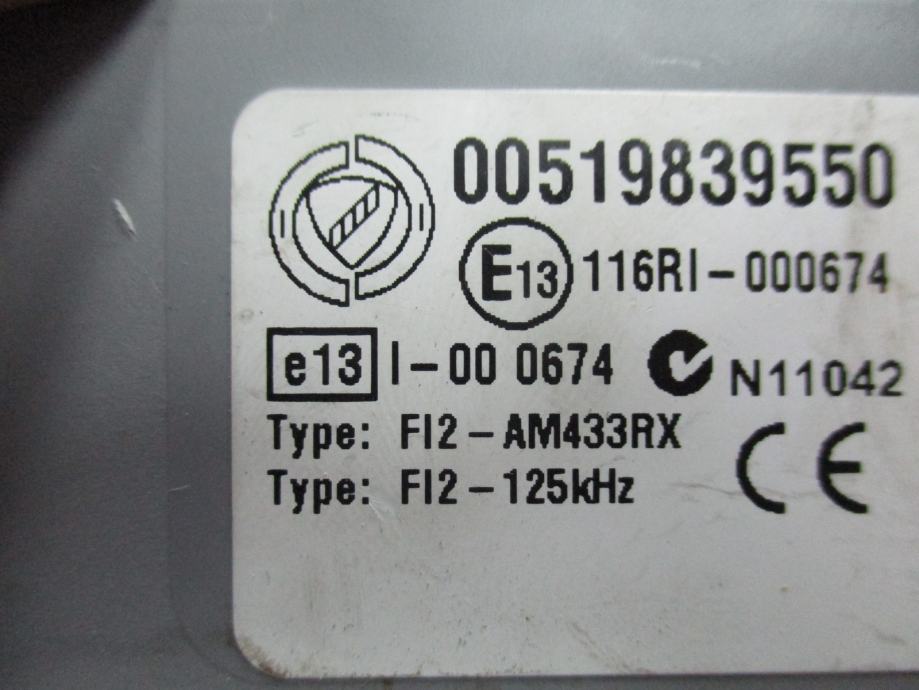 00519839550
E13 116RI-000674
e13 I-00 0674 N11042
Type: FI2-AM433RX
Type: FI2-125kHz
CE